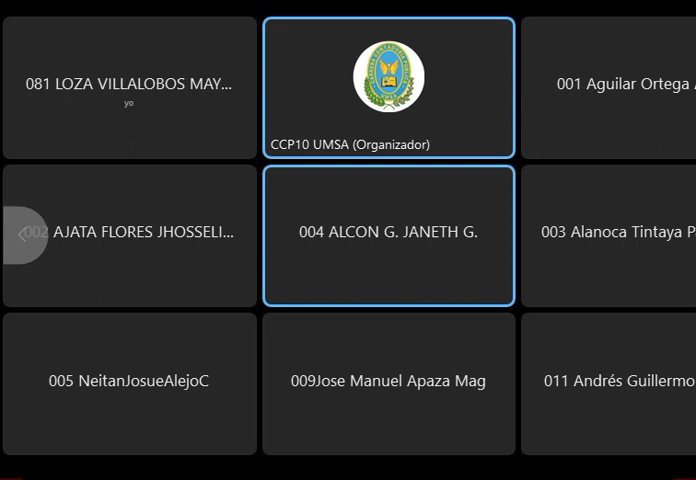 081 LOZA VILLALOBOS MAY...
yo
CCP10 UMSA (Organizador)
001 Aguilar Ortega
002 AJATA FLORES JHOSSELI...
004 ALCON G. JANETH G.
003 Alanoca Tintaya P
005 NeitanJosueAlejoC
009Jose Manuel Apaza Mag
011 Andrés Guillermo